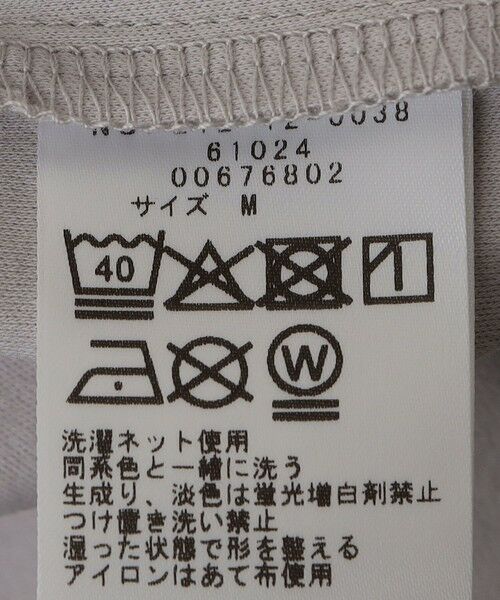 61024
00676802
サイズ M
40
W
洗濯ネット使用
同系色と一緒に洗う
生成り、淡色は蛍光増白剤禁止
つけ置き洗い禁止
湿った状態で形を整える
アイロンはあて布使用